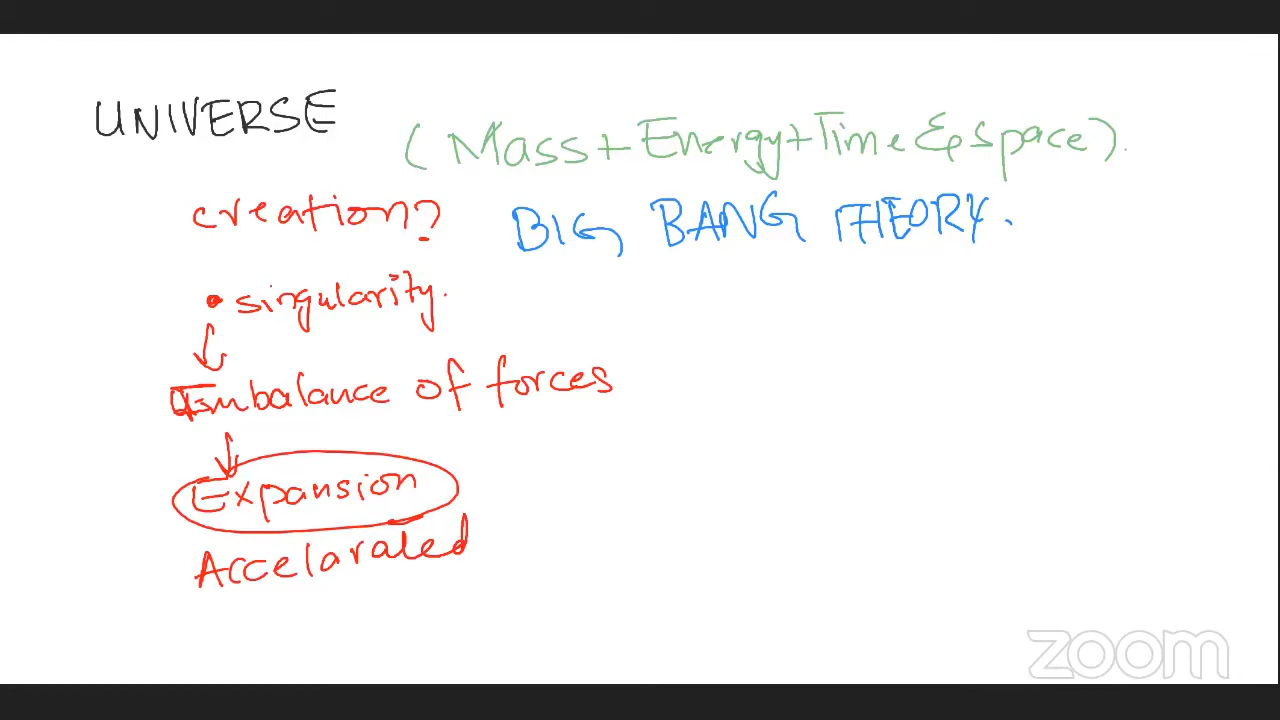 UNIVERSE
(Mass+Energy+Time & space).
creation? BIG BANG THEORY.
• singularity.
Imbalance of forces
Expansion
Accelarated
zoom